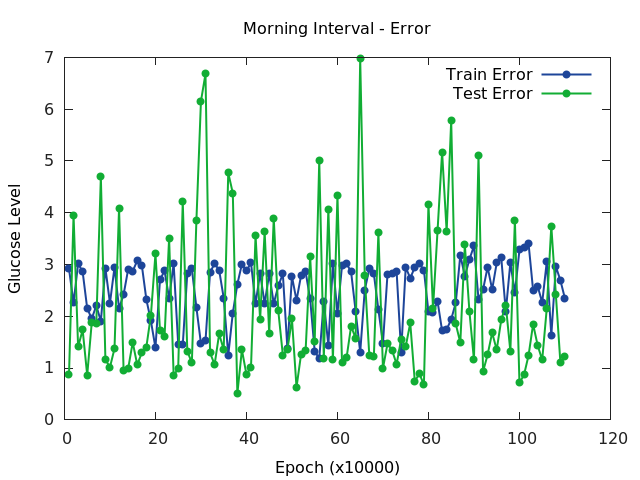 Morning Interval - Error
Train Error
Test Error
7
6
5
4
3
2
1
0
Glucose Level
0 20 40 60 80 100 120
Epoch (x10000)